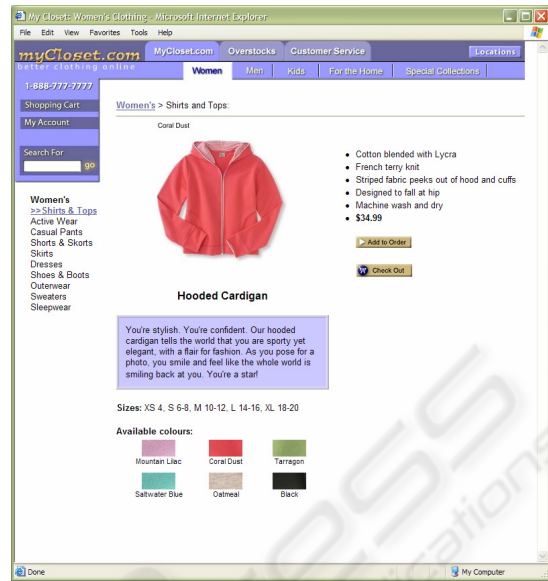 My Closet: Women's Clothing - Microsoft Internet Explorer
File Edit View Favorites Tools Help
myCloset.com
better clothing online
MyCloset.com Overstocks Customer Service Locations
Women Men Kids For the Home Special Collections
1-888-777-7777
Shopping Cart
My Account
Search For
go
Women's
>>Shirts & Tops
Active Wear
Casual Pants
Shorts & Skorts
Skirts
Dresses
Shoes & Boots
Outerwear
Sweaters
Sleepwear
Women's > Shirts and Tops:
Coral Dust
• Cotton blended with Lycra
• French terry knit
• Striped fabric peeks out of hood and cuffs
• Designed to fall at hip
• Machine wash and dry
• $34.99
Add to Order
Check Out
Hooded Cardigan
You're stylish. You're confident. Our hooded
cardigan tells the world that you are sporty yet
elegant, with a flair for fashion. As you pose for a
photo, you smile and feel like the whole world is
smiling back at you. You're a star!
Sizes: XS 4, S 6-8, M 10-12, L 14-16, XL 18-20
Available colours:
Mountain Lilac Coral Dust Tarragon
Saltwater Blue Oatmeal Black
Done
My Computer